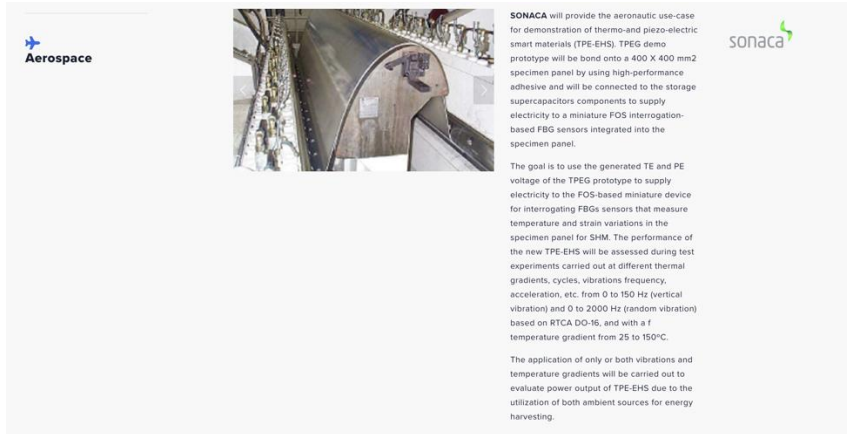 Aerospace
SONACA will provide the aeronautic use-case
for demonstration of thermo-and piezo-electric
smart materials (TPE-EHS). TPEG demo
prototype will be bond onto a 400 X 400 mm2
specimen panel by using high-performance
adhesive and will be connected to the storage
supercapacitors components to supply
electricity to a miniature FOS interrogation-
based FBG sensors integrated into the
specimen panel.
The goal is to use the generated TE and PE
voltage of the TPEG prototype to supply
electricity to the FOS-based miniature device
for interrogating FBGs sensors that measure
temperature and strain variations in the
specimen panel for SHM. The performance of
the new TPE-EHS will be assessed during test
experiments carried out at different thermal
gradients, cycles, vibrations frequency,
acceleration, etc. from 0 to 150 Hz (vertical
vibration) and 0 to 2000 Hz (random vibration)
based on RTCA DO-16, and with a f
temperature gradient from 25 to 150ºC.
The application of only or both vibrations and
temperature gradients will be carried out to
evaluate power output of TPE-EHS due to the
utilization of both ambient sources for energy
harvesting.
sonaca